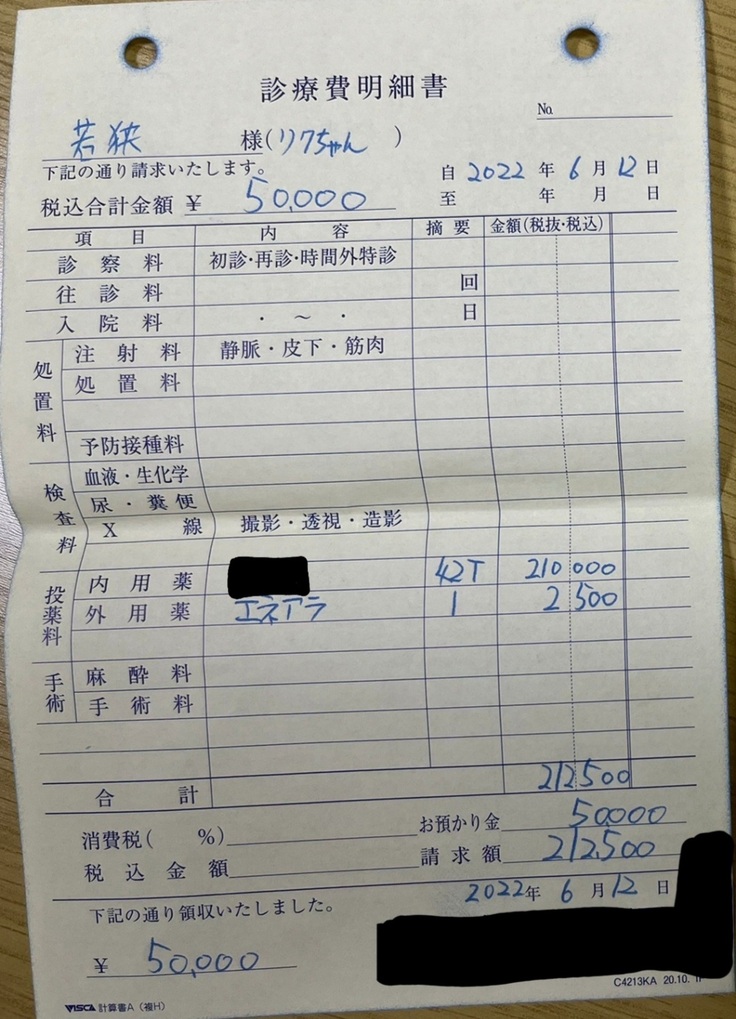 診療費明細書
No.
若狭 様(リクちゃん )
下記の通り請求いたします。
自 2022 年 6 月 12 日
至 年 月 日
税込合計金額 ¥ 50,000
項 目 内 容 摘 要 金額(税抜・税込)
診 察 料 初診・再診・時間外特診
往 診 料 回
入 院 料 ・ ～ ・ 日
処置料
注 射 料 静脈・皮下・筋肉
処 置 料
予防接種料
検査料
血液・生化学
尿・糞便
X 線 撮影・透視・造影
投薬料
内 用 薬 42T 210 000
外 用 薬 エネアラ 1 2 500
手術
麻 酔 料
手 術 料
合 計 212500
消費税( %) お預かり金 50,000
税 込 金 額 請 求 額 212,500
2022年 6 月 12 日
下記の通り領収いたしました。
¥ 50,000
C4213KA 20.10.
VISCA 計算書A（複H）